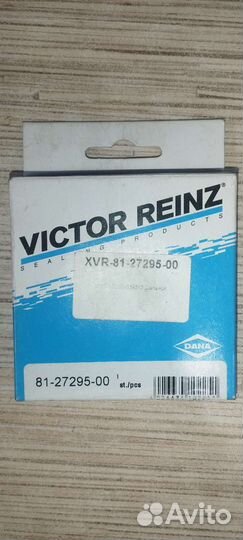 VICTOR REINZ®
SEALING PRODUCTS
XVR-81-27295-00
DANA
81-27295-00 1 st./pcs
Avito